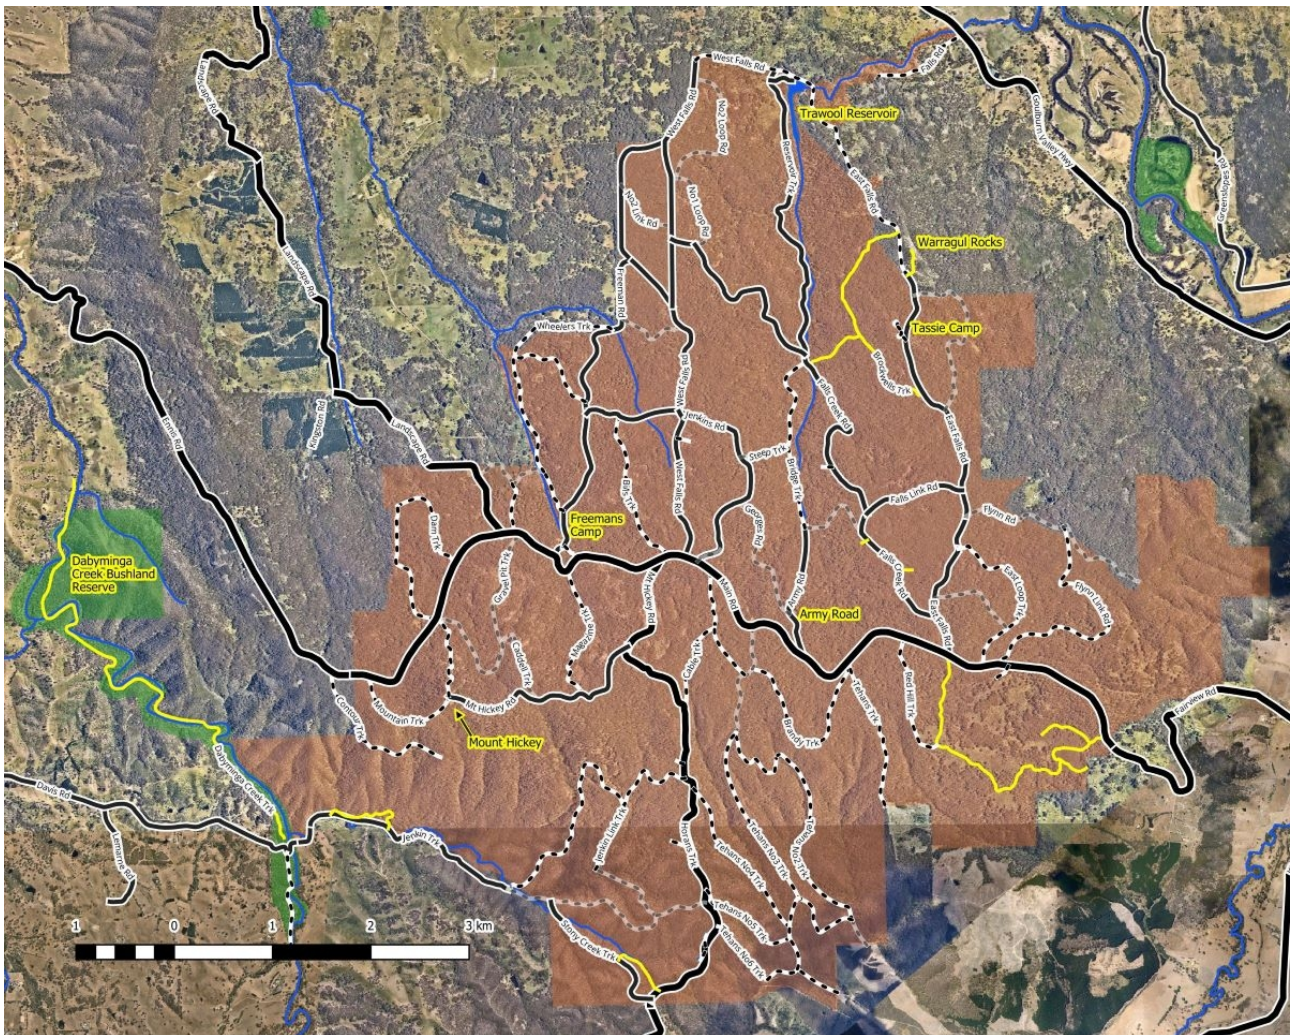 West Falls Rd
Falls Rd
Landscape Rd
Trawool Reservoir
West Falls Rd
No2 Loop Rd
Reservoir Trk
Goulburn Valley Hwy
Greenslopes Rd
East Falls Rd
No2 Link Rd
No1 Loop Rd
Landscape Rd
Warragul Rocks
Freeman Rd
Wheelers Trk
Tassie Camp
West Falls Rd
Brockwells Trk
Falls Creek Rd
Kingston Rd
Landscape Rd
Ennis Rd
Jenkins Rd
East Falls Rd
Steep Trk
Bridge Trk
Bills Trk
West Falls Rd
Falls Link Rd
Georges Rd
Flynn Rd
Dam Trk
Freemans
Camp
Gravel Pit Trk
Dabyminga
Creek Bushland
Reserve
Mt Hickey Rd
Main Rd
Army Rd
Falls Creek Rd
East Loop Trk
Flynn Link Rd
Army Road
Magazine Trk
East Falls Rd
Caddell Trk
Cable Trk
Red Hill Trk
Tehans Trk
Fairview Rd
Contour Trk
Mountain Trk
Mt Hickey Rd
Brandy Trk
Mount Hickey
Dabyminga Creek Trk
Davis Rd
Lemarne Rd
Jenkin Trk
Jenkin Link Trk
Horrans Trk
Tehans No4 Trk
Tehans No3 Trk
Tehans No2 Trk
Tehans No5 Trk
Tehans No6 Trk
Stony Creek Trk
1 0 1 2 3 km